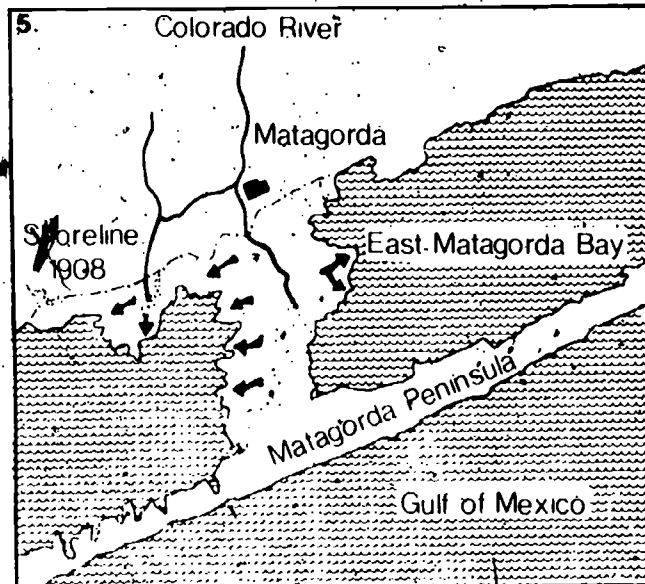 5.
Colorado River
Matagorda
Shoreline
1908
East Matagorda Bay
Matagorda Peninsula
Gulf of Mexico